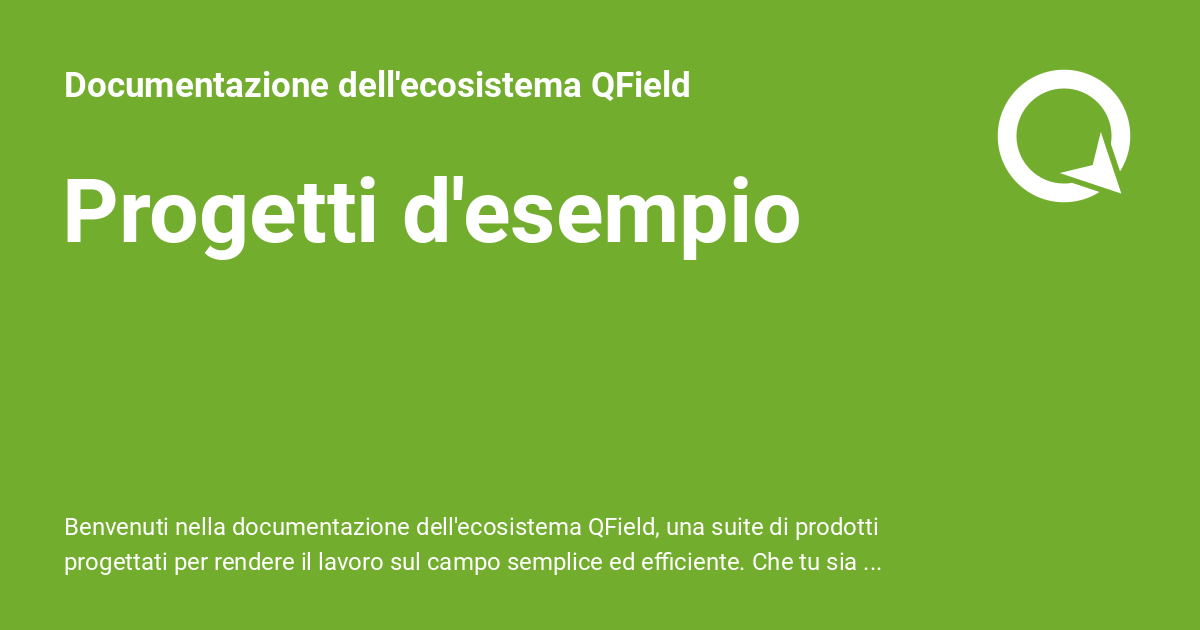 Documentazione dell'ecosistema QField
Progetti d'esempio
Benvenuti nella documentazione dell'ecosistema QField, una suite di prodotti
progettati per rendere il lavoro sul campo semplice ed efficiente. Che tu sia ...